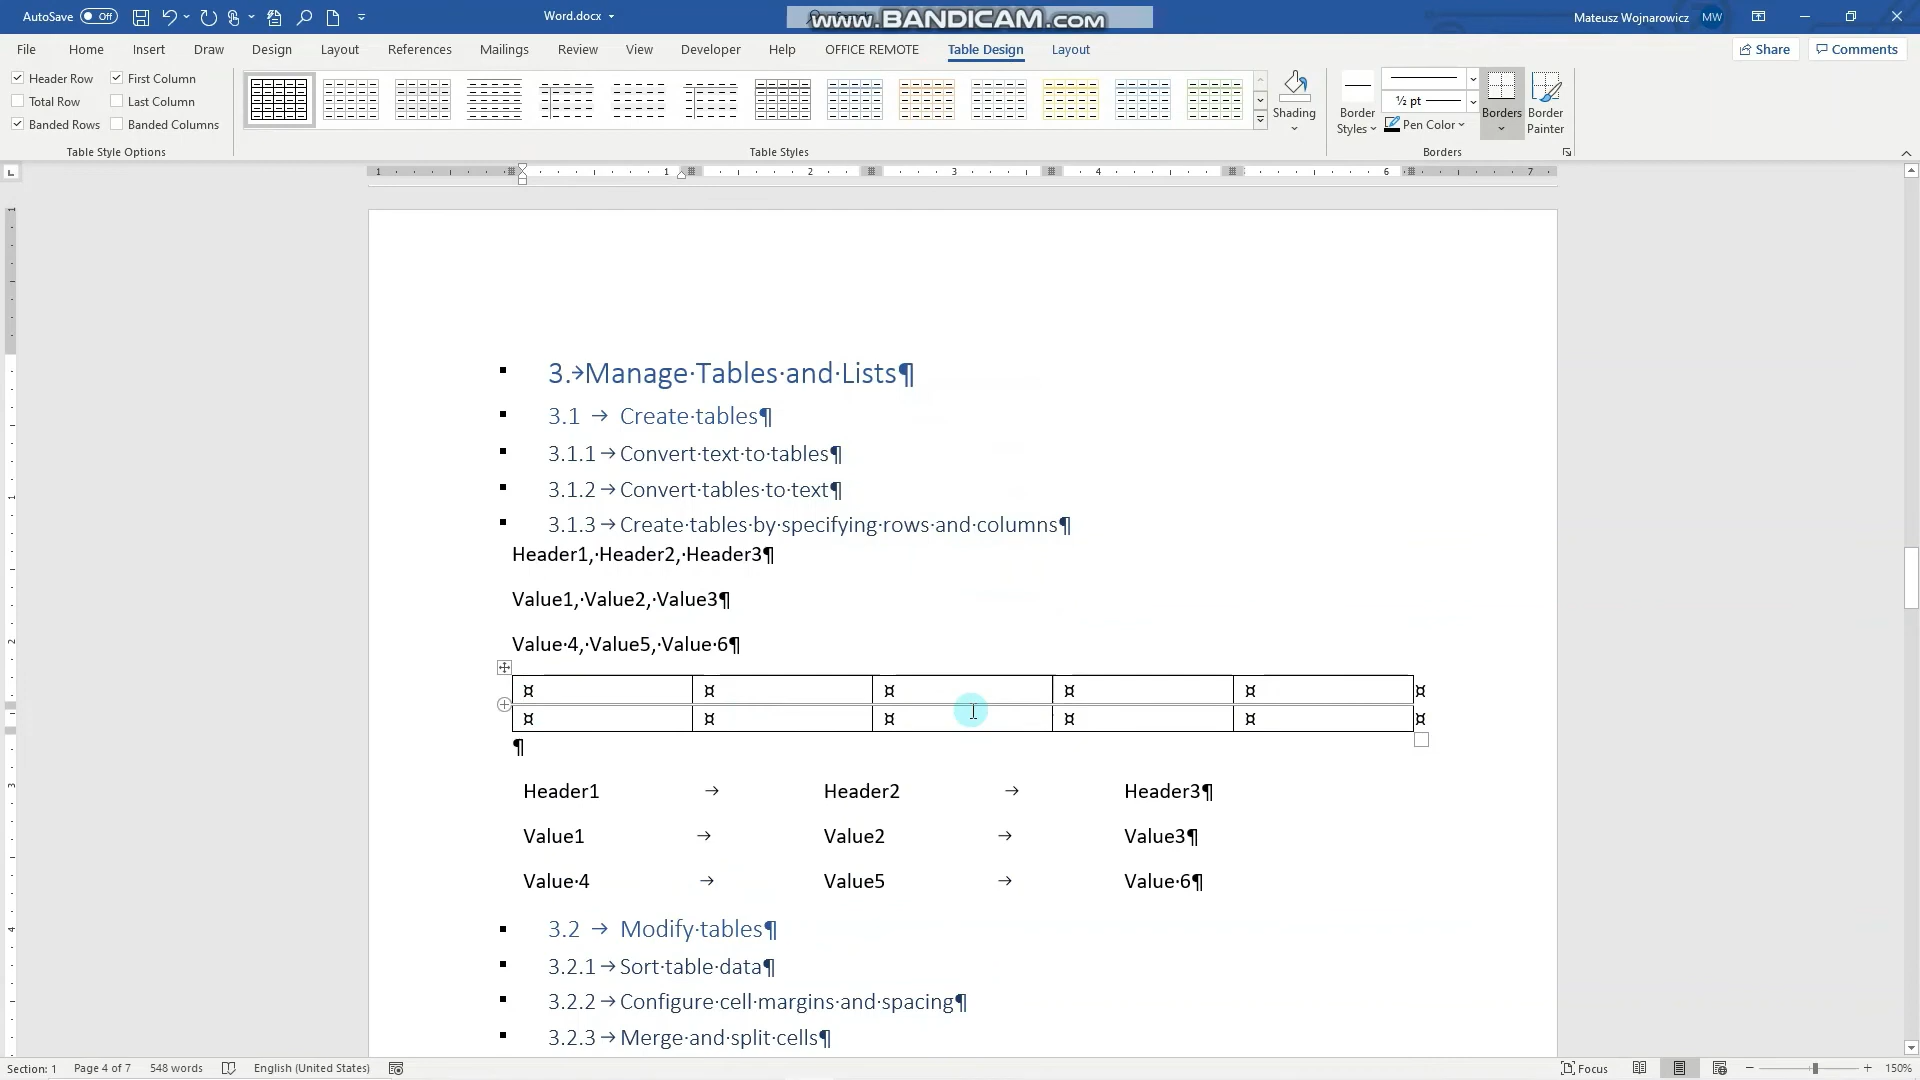 AutoSave Off Word.docx www.BANDICAM.com Mateusz Wojnarowicz MW
File Home Insert Draw Design Layout References Mailings Review View Developer Help OFFICE REMOTE Table Design Layout Share Comments
Header Row First Column
Total Row Last Column
Banded Rows Banded Columns
Table Style Options
Table Styles
Shading
Border Styles
½ pt
Pen Color
Borders
Border Painter
Borders
1 1 2 3 4 6 7
3.→Manage·Tables·and·Lists¶
3.1 → Create·tables¶
3.1.1→Convert·text·to·tables¶
3.1.2→Convert·tables·to·text¶
3.1.3→Create·tables·by·specifying·rows·and·columns¶
Header1,·Header2,·Header3¶
Value1,·Value2,·Value3¶
Value·4,·Value5,·Value·6¶
¤ ¤ ¤ ¤ ¤ ¤
¤ ¤ ¤ ¤ ¤ ¤
¶
Header1 → Header2 → Header3¶
Value1 → Value2 → Value3¶
Value·4 → Value5 → Value·6¶
3.2 → Modify·tables¶
3.2.1→Sort·table·data¶
3.2.2→Configure·cell·margins·and·spacing¶
3.2.3→Merge·and·split·cells¶
Section: 1 Page 4 of 7 548 words English (United States) Focus 150%